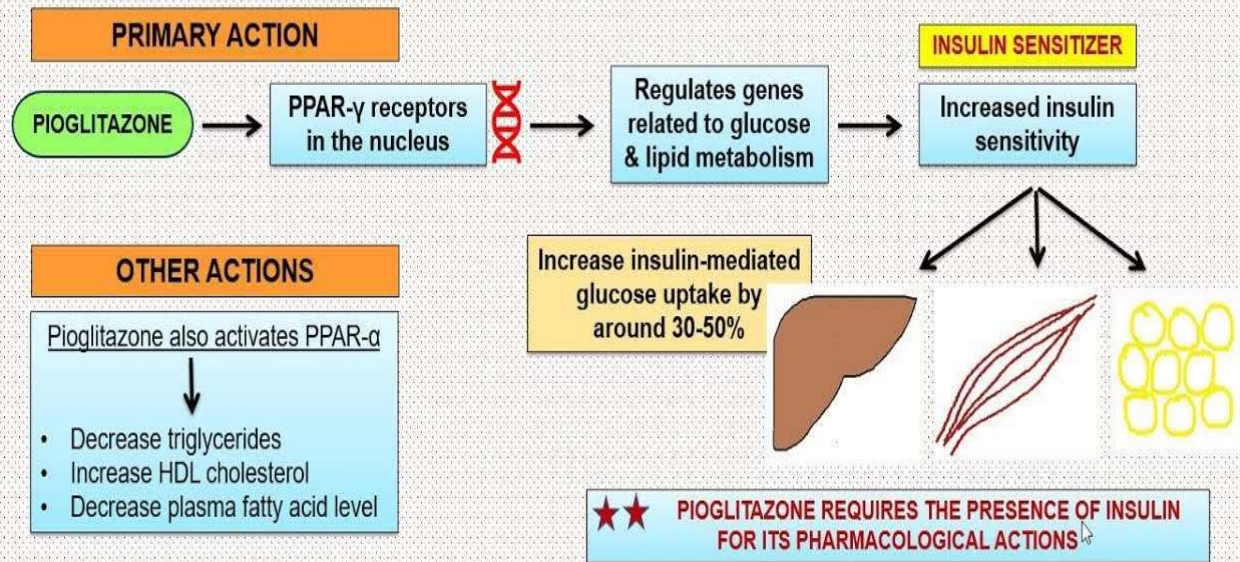 PRIMARY ACTION
PIOGLITAZONE
PPAR-γ receptors
in the nucleus
Regulates genes
related to glucose
& lipid metabolism
INSULIN SENSITIZER
Increased insulin
sensitivity
OTHER ACTIONS
Pioglitazone also activates PPAR-α
• Decrease triglycerides
• Increase HDL cholesterol
• Decrease plasma fatty acid level
Increase insulin-mediated
glucose uptake by
around 30-50%
★★ PIOGLITAZONE REQUIRES THE PRESENCE OF INSULIN
FOR ITS PHARMACOLOGICAL ACTIONS